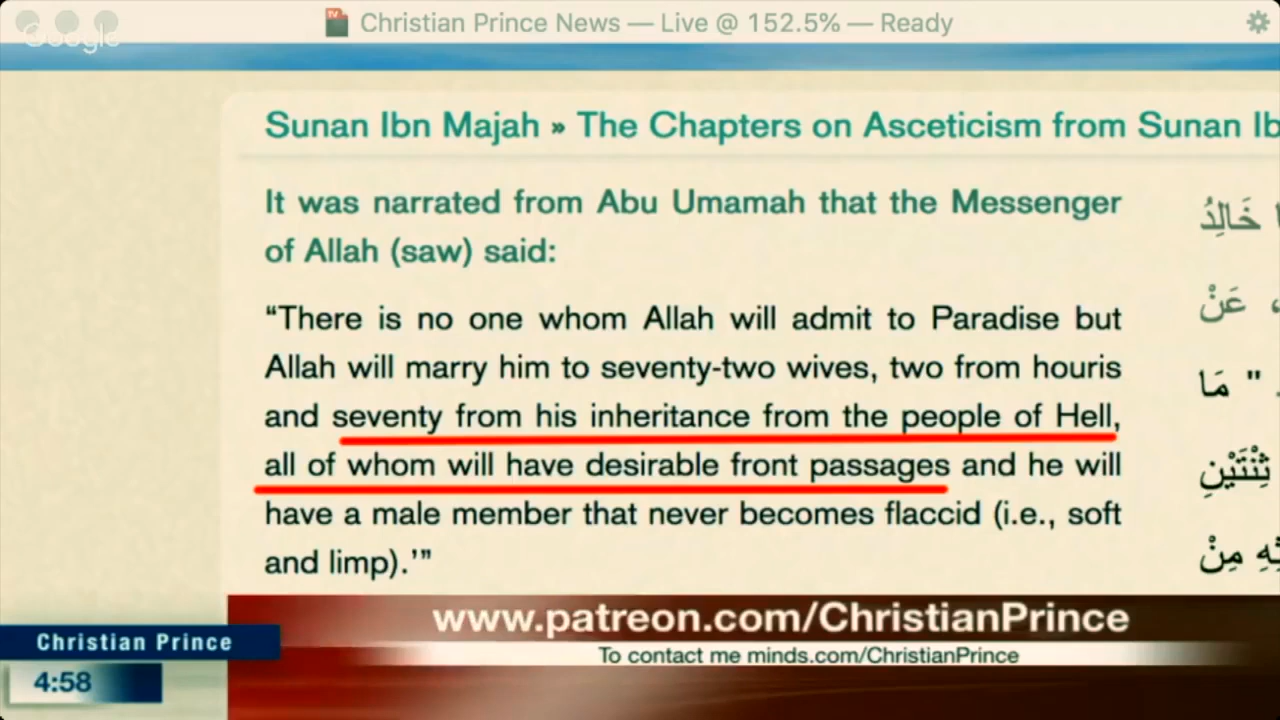 Christian Prince News — Live @ 152.5% — Ready
Google
Sunan Ibn Majah » The Chapters on Asceticism from Sunan Ib
It was narrated from Abu Umamah that the Messenger
of Allah (saw) said:
“There is no one whom Allah will admit to Paradise but
Allah will marry him to seventy-two wives, two from houris
and seventy from his inheritance from the people of Hell,
all of whom will have desirable front passages and he will
have a male member that never becomes flaccid (i.e., soft
and limp).’”
خَالِدُ
، عَنْ
" مَا
ثِنْتَيْنِ
مِنْ
www.patreon.com/ChristianPrince
To contact me minds.com/ChristianPrince
Christian Prince
4:58